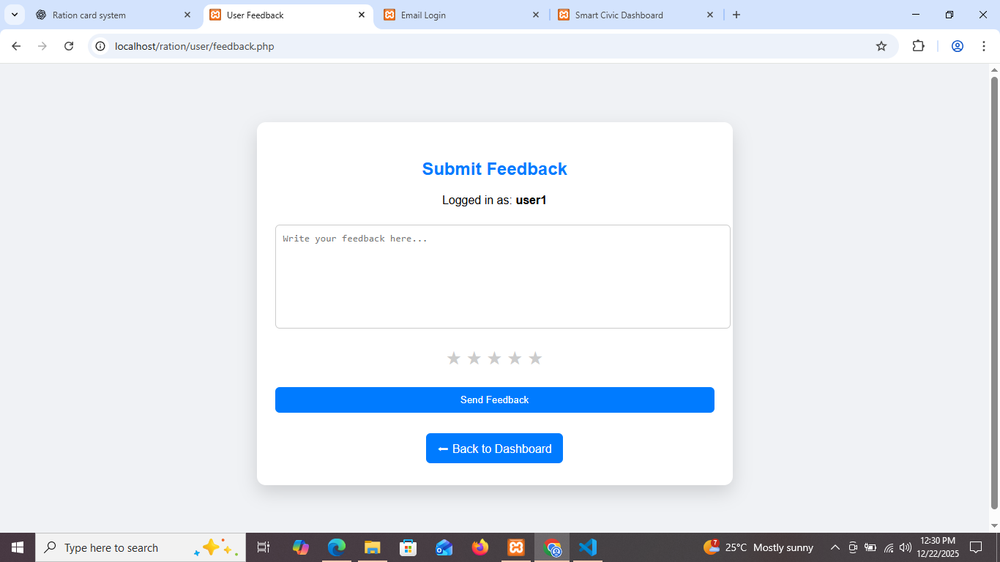 Ration card system
User Feedback
Email Login
Smart Civic Dashboard
localhost/ration/user/feedback.php
Submit Feedback
Logged in as: user1
Write your feedback here...
★ ★ ★ ★ ★
Send Feedback
⬅ Back to Dashboard
Type here to search
7
25°C Mostly sunny
12:30 PM
12/22/2025